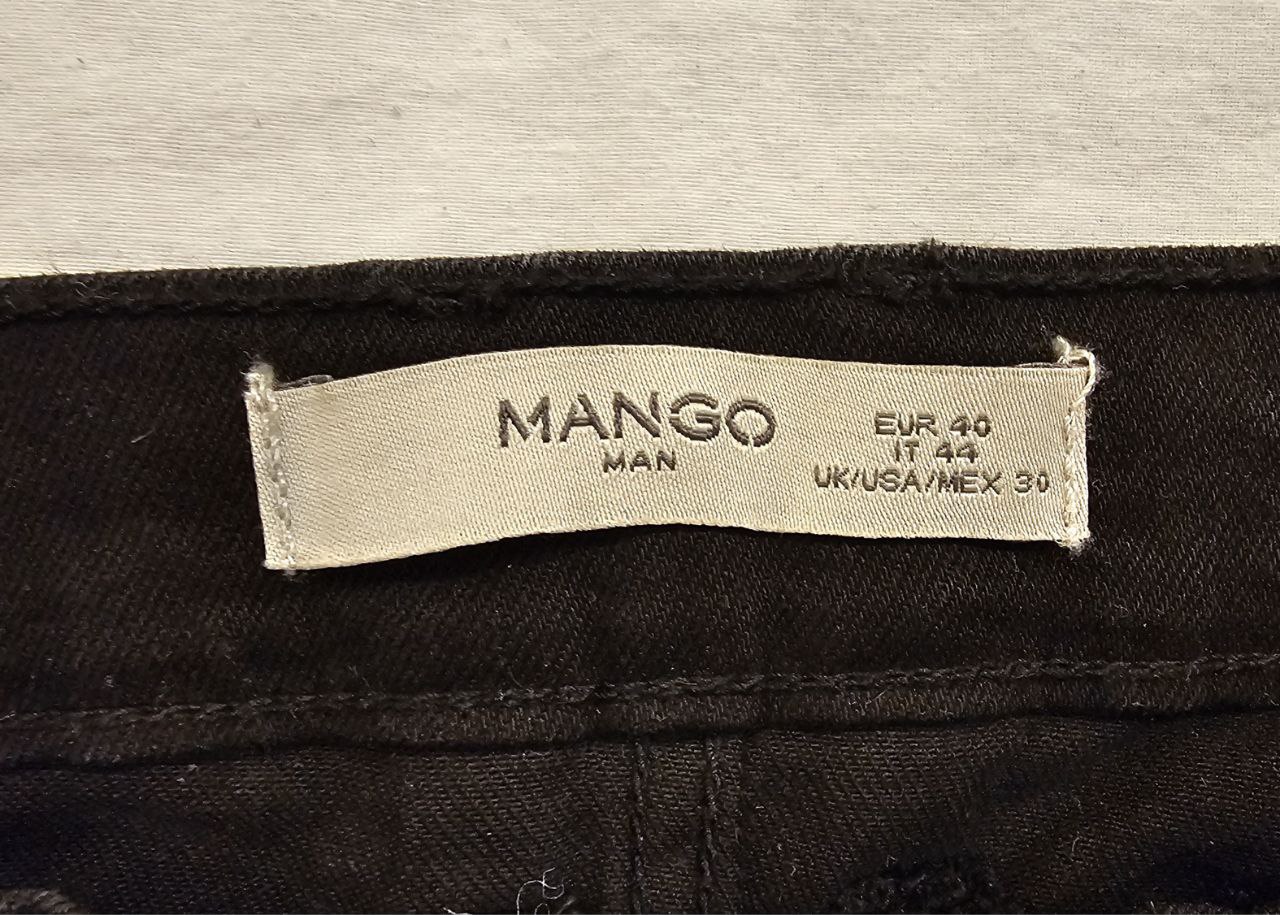 MANGO
MAN
EUR 40
IT 44
UK/USA/MEX 30